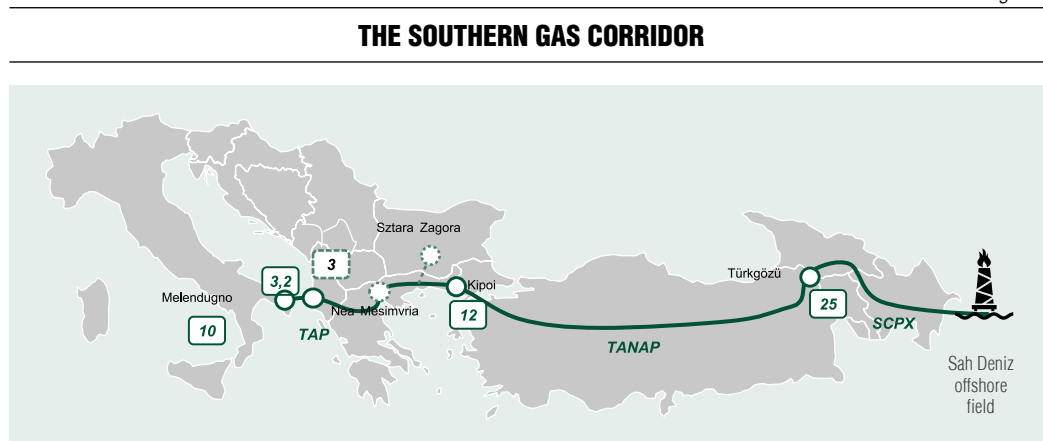 THE SOUTHERN GAS CORRIDOR
Sztara Zagora
3
3,2
Melendugno
10
TAP
Nea Mesimvria
Kipoi
12
TANAP
Türkgözü
25
SCPX
Sah Deniz
offshore
field